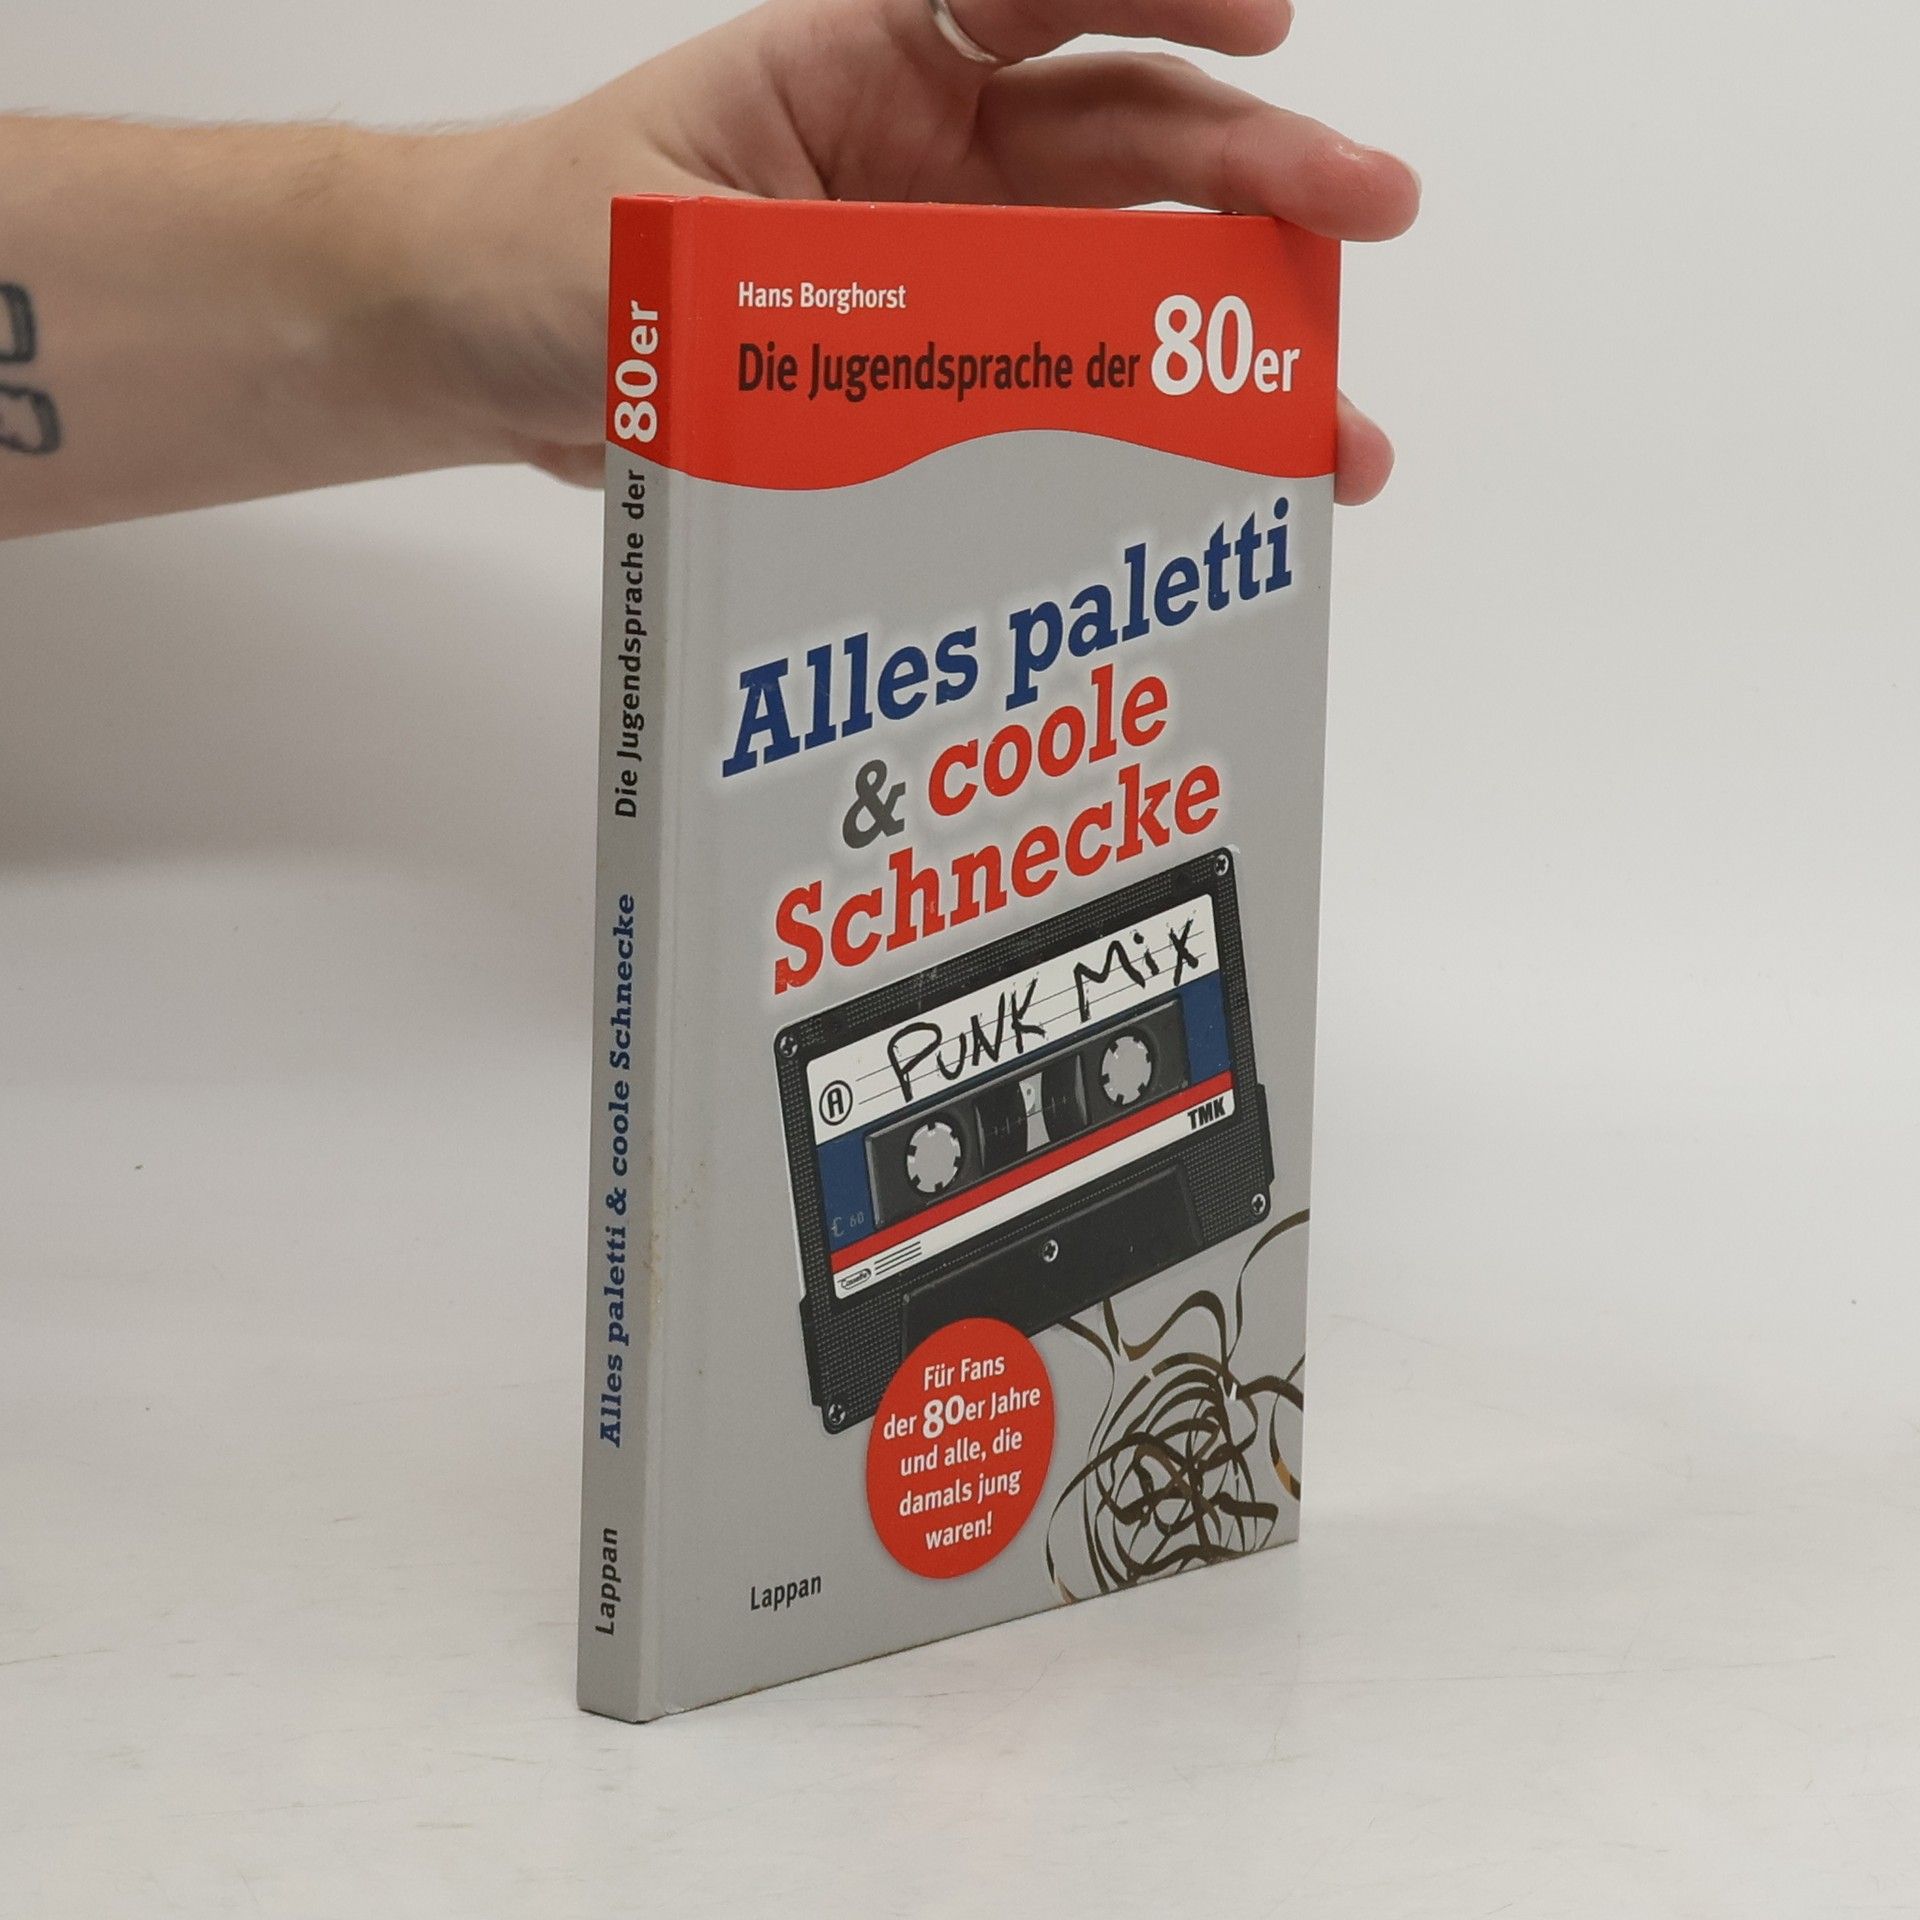 80er
Die Jugendsprache der
Alles paletti & coole Schnecke
Lappan
Hans Borghorst
Die Jugendsprache der 80er
Alles paletti
& coole
Schnecke
PUNK MIX
A
TMK
60
Für Fans
der 80er Jahre
und alle, die
damals jung
waren!
Lappan